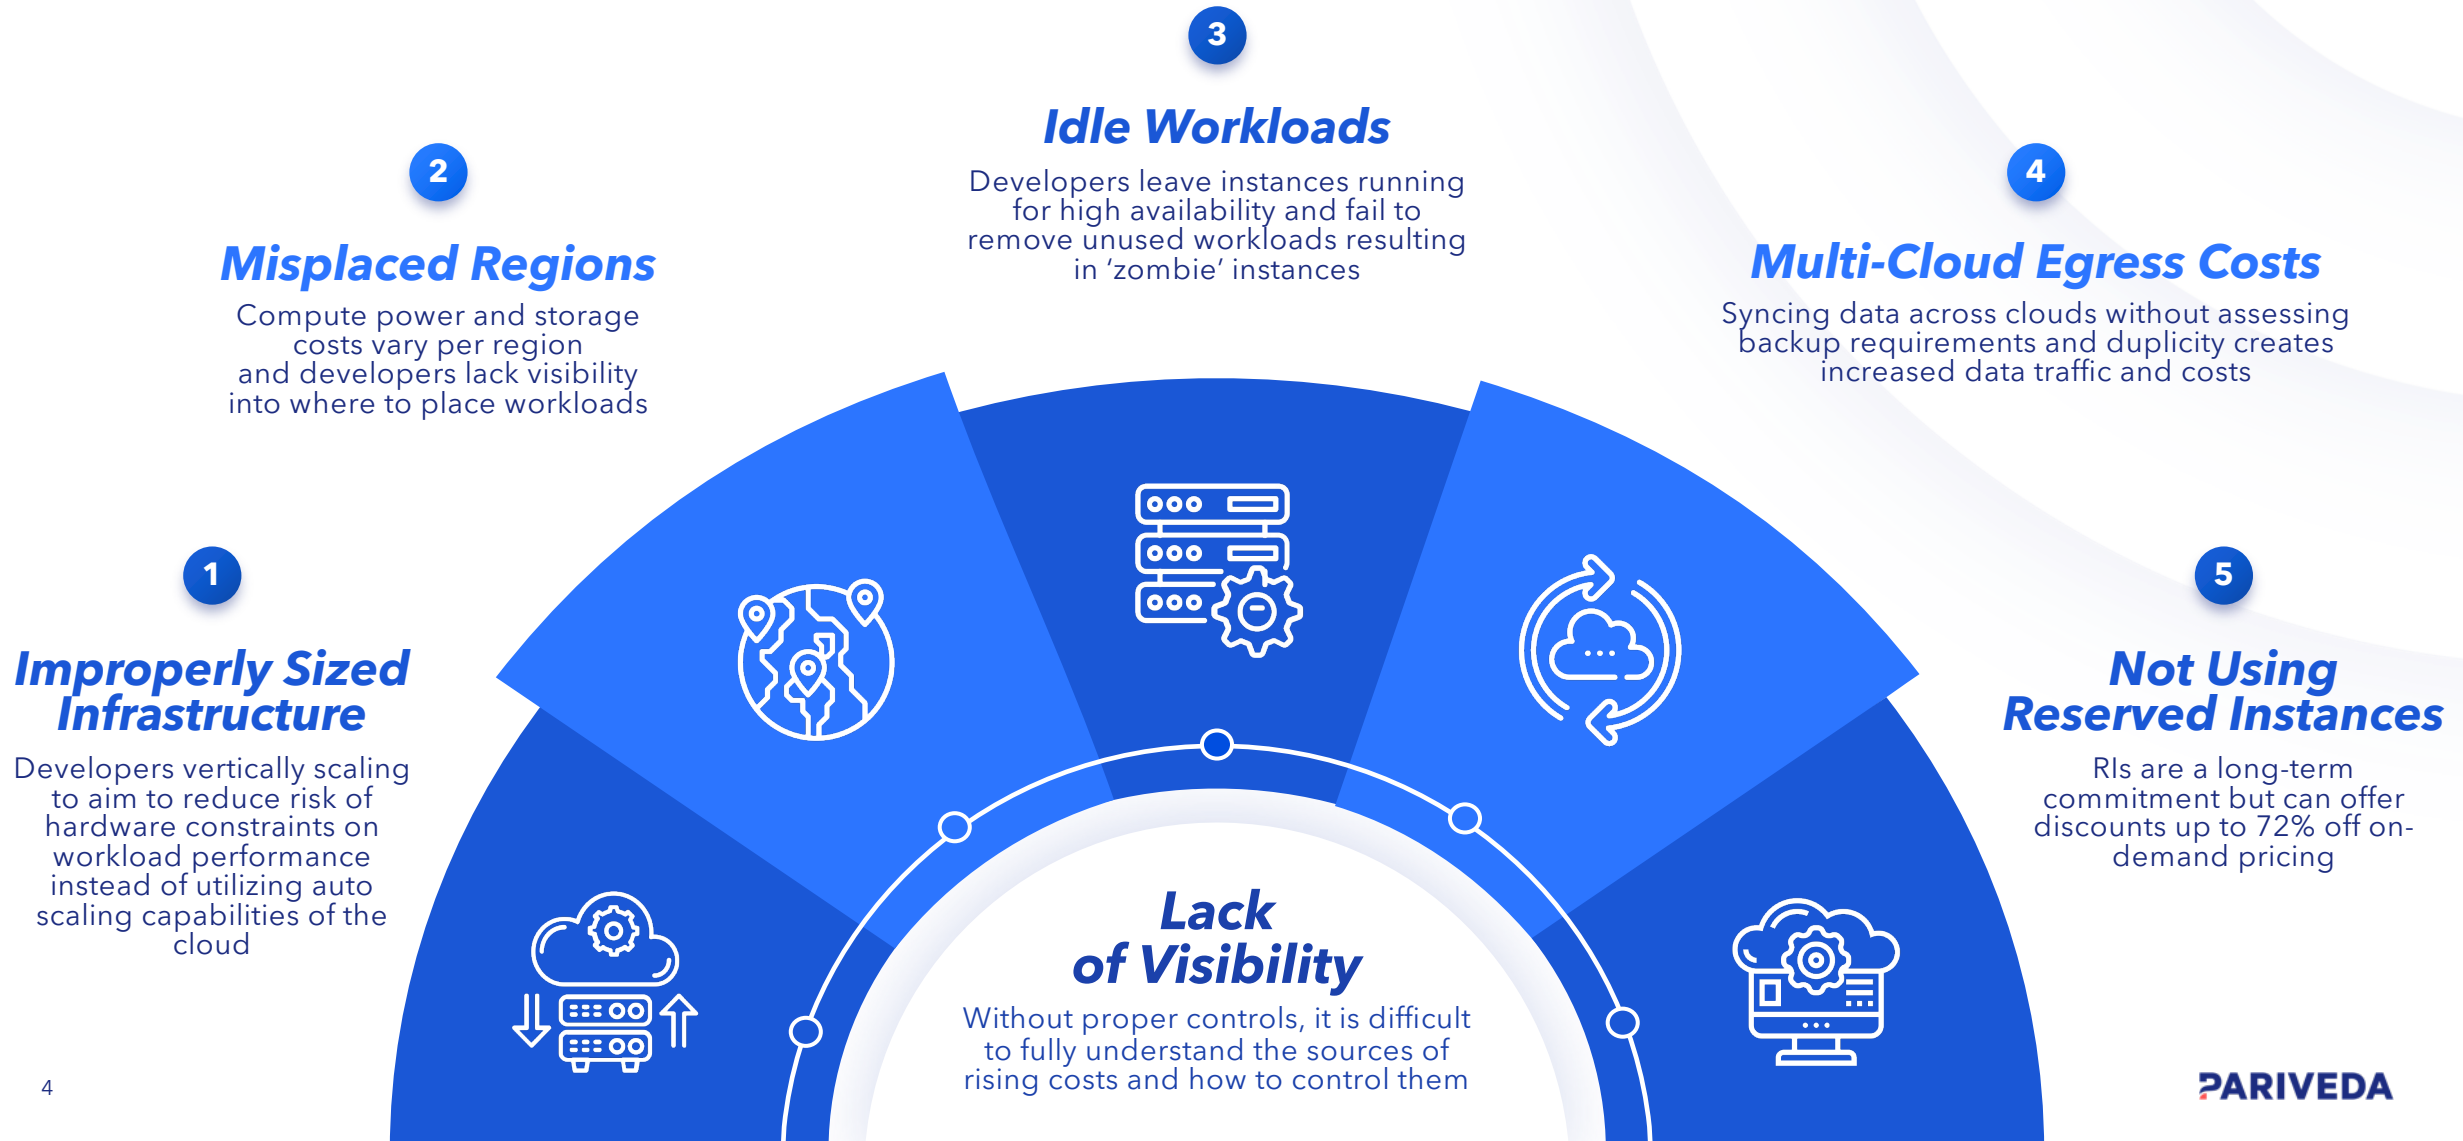 1
Improperly Sized
Infrastructure
Developers vertically scaling
to aim to reduce risk of
hardware constraints on
workload performance
instead of utilizing auto
scaling capabilities of the
cloud
2
Misplaced Regions
Compute power and storage
costs vary per region
and developers lack visibility
into where to place workloads
3
Idle Workloads
Developers leave instances running
for high availability and fail to
remove unused workloads resulting
in ‘zombie’ instances
4
Multi-Cloud Egress Costs
Syncing data across clouds without assessing
backup requirements and duplicity creates
increased data traffic and costs
5
Not Using
Reserved Instances
RIs are a long-term
commitment but can offer
discounts up to 72% off on-
demand pricing
Lack
of Visibility
Without proper controls, it is difficult
to fully understand the sources of
rising costs and how to control them
4
PARIVEDA